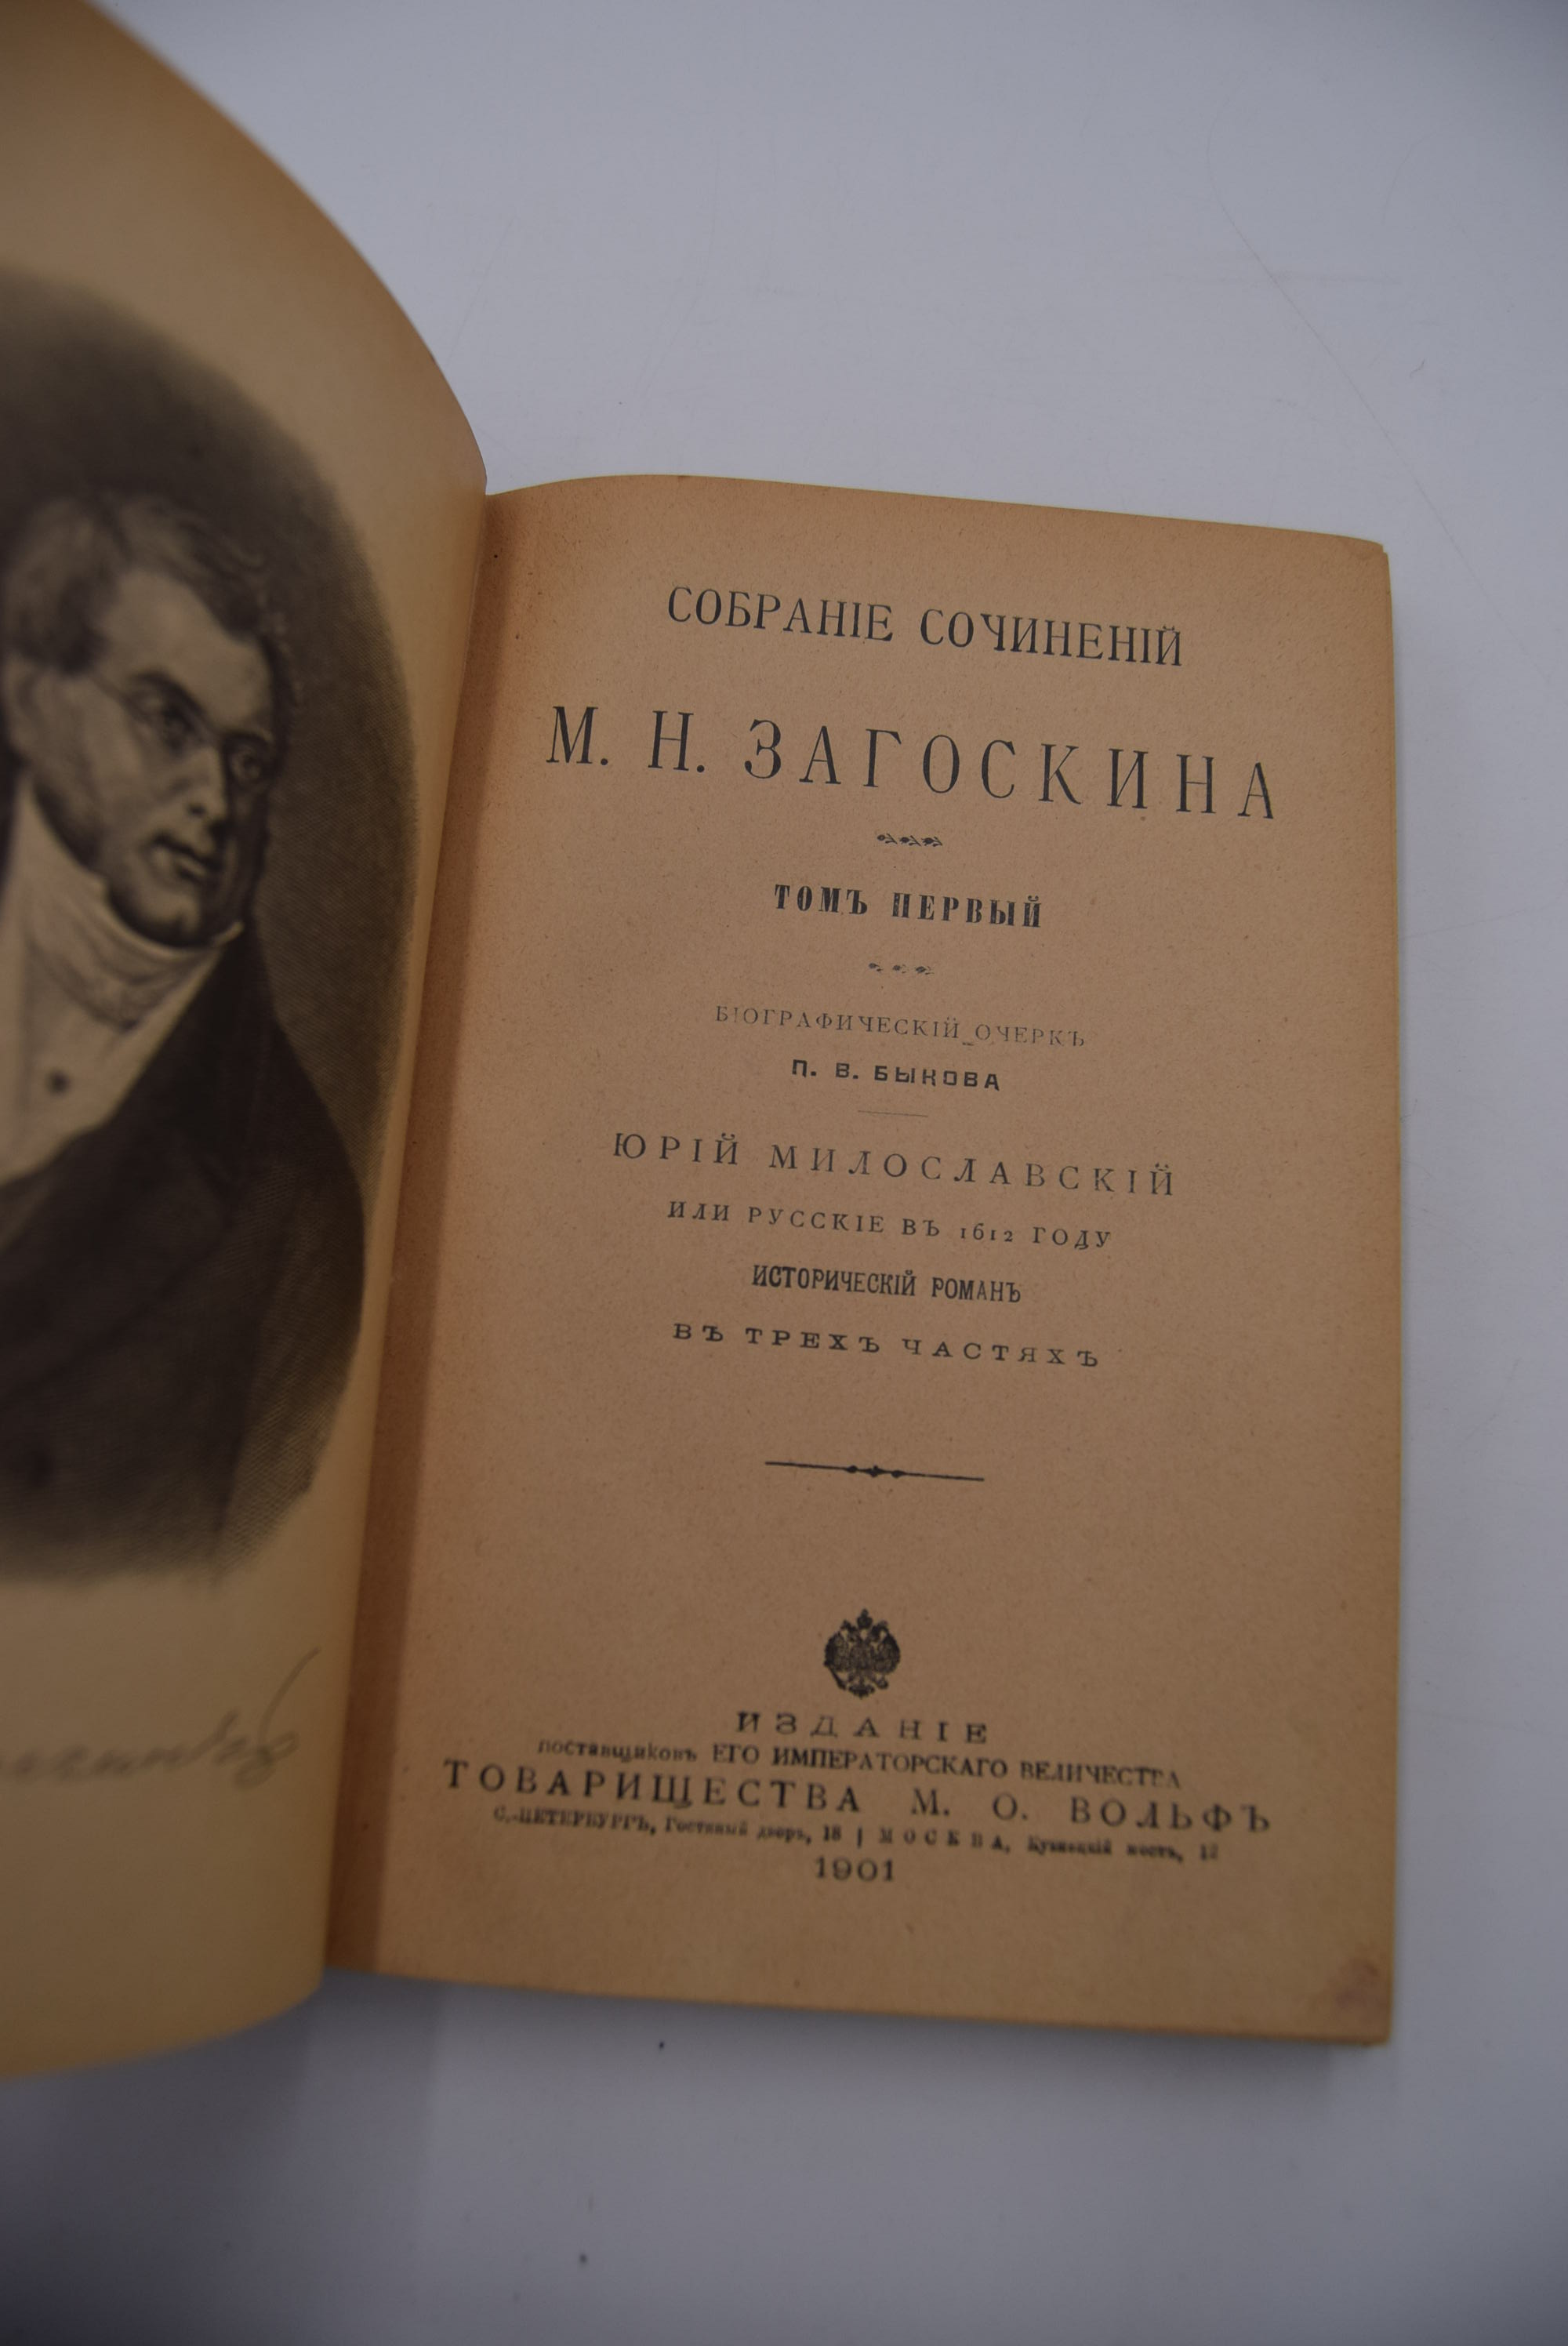 СОБРАНІЕ СОЧИНЕНІЙ
М. Н. ЗАГОСКИНА
ТОМЪ ПЕРВЫЙ
БІОГРАФИЧЕСКІЙ ОЧЕРКЪ
П. В. БЫКОВА
ЮРІЙ МИЛОСЛАВСКІЙ
ИЛИ РУССКІЕ ВЪ 1612 ГОДУ
ИСТОРИЧЕСКІЙ РОМАНЪ
ВЪ ТРЕХЪ ЧАСТЯХЪ
ИЗДАНІЕ
поставщиковъ ЕГО ИМПЕРАТОРСКАГО ВЕЛИЧЕСТВА
ТОВАРИЩЕСТВА М. О. ВОЛЬФЪ
С.-ПЕТЕРБУРГЪ, Гостиный дворъ, 18 | МОСКВА, Кузнецкій мостъ, 12
1901